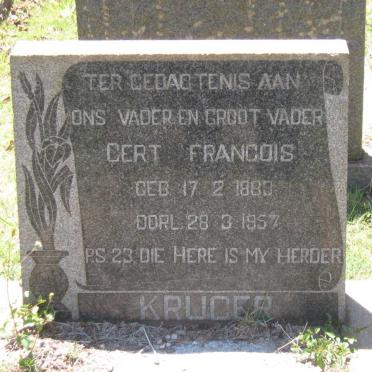 TER GEDAGTENIS AAN
ONS VADER EN GROOT VADER
GERT FRANCOIS
GEB. 17 2 1889
OORL. 28 3 1957
PS. 23 DIE HERE IS MY HERDER
KRUGER